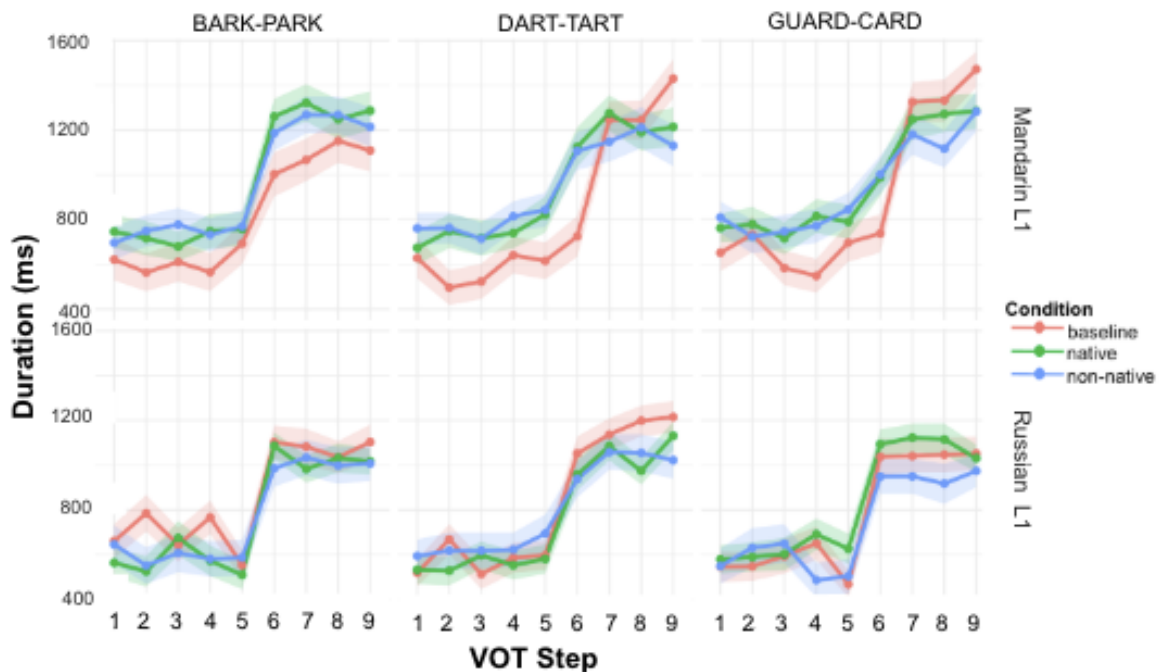 BARK-PARK DART-TART GUARD-CARD
1600
1200
800
400
Mandarin L1
1600
1200
800
400
Russian L1
Duration (ms)
Condition
baseline
native
non-native
1 2 3 4 5 6 7 8 9 1 2 3 4 5 6 7 8 9 1 2 3 4 5 6 7 8 9
VOT Step